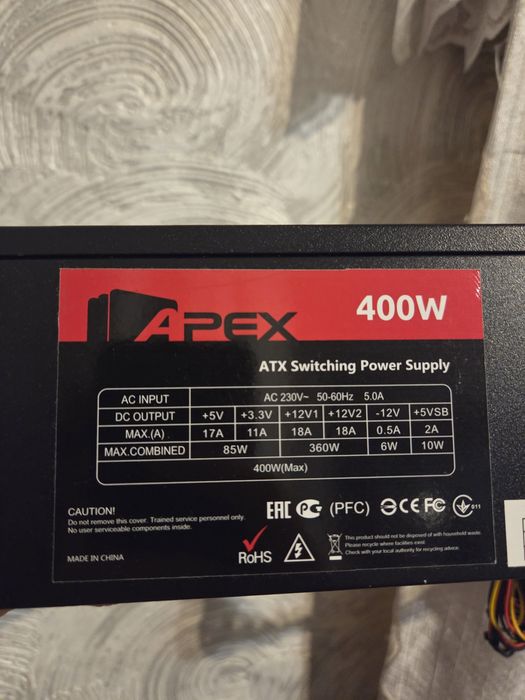 APEX
400W
ATX Switching Power Supply
AC INPUT AC 230V~ 50-60Hz 5.0A
DC OUTPUT +5V +3.3V +12V1 +12V2 -12V +5VSB
MAX.(A) 17A 11A 18A 18A 0.5A 2A
MAX.COMBINED 85W 360W 6W 10W
400W(Max)
CAUTION!
Do not remove this cover. Trained service personnel only.
No user serviceable components inside.
EAC PG (PFC) CE FC 011
RoHS
This product should not be disposed of with household waste.
Please recycle where facilities exist
Check with your local authority for recycling advice.
MADE IN CHINA